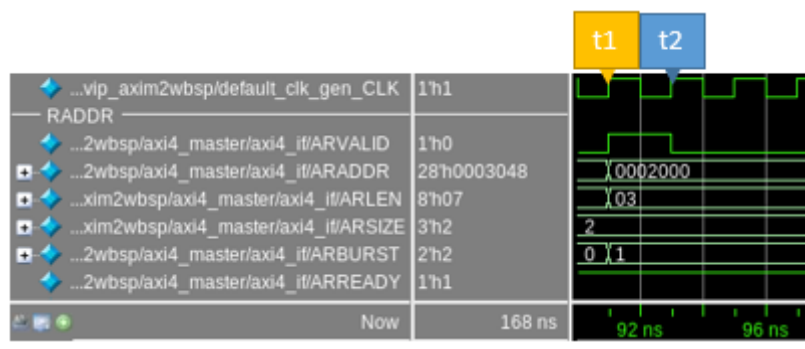 t1 t2
...vip_axim2wbsp/default_clk_gen_CLK 1'h1
RADDR
...2wbsp/axi4_master/axi4_if/ARVALID 1'h0
...2wbsp/axi4_master/axi4_if/ARADDR 28'h0003048 0002000
...xim2wbsp/axi4_master/axi4_if/ARLEN 8'h07 03
...xim2wbsp/axi4_master/axi4_if/ARSIZE 3'h2 2
...2wbsp/axi4_master/axi4_if/ARBURST 2'h2 0 1
...2wbsp/axi4_master/axi4_if/ARREADY 1'h1
Now 168 ns 92 ns 96 ns